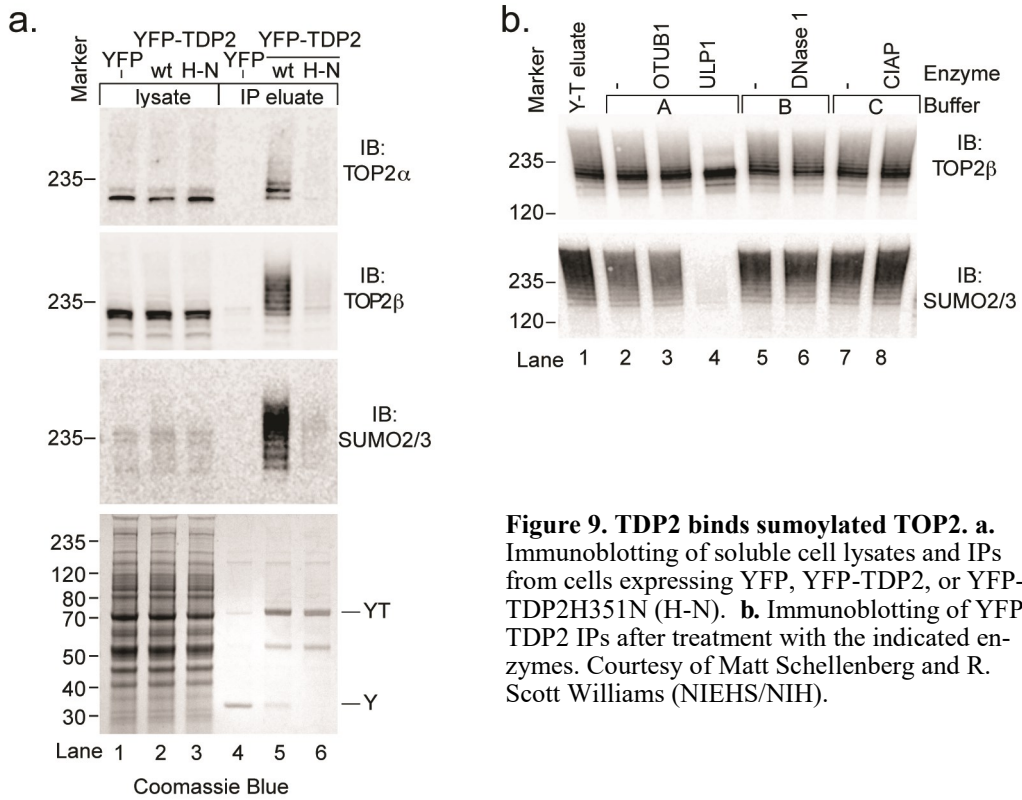 a.
YFP-TDP2 YFP-TDP2
Marker YFP wt H-N YFP wt H-N
lysate IP eluate
235
IB:
TOP2α
235
IB:
TOP2β
235
IB:
SUMO2/3
235
120
80
70
50
40
30
YT
Y
Lane 1 2 3 4 5 6
Coomassie Blue
b.
Marker Y-T eluate - OTUB1 ULP1 - DNase 1 - CIAP Enzyme
A B C Buffer
235
120
IB:
TOP2β
235
120
IB:
SUMO2/3
Lane 1 2 3 4 5 6 7 8
Figure 9. TDP2 binds sumoylated TOP2. a.
Immunoblotting of soluble cell lysates and IPs
from cells expressing YFP, YFP-TDP2, or YFP-
TDP2H351N (H-N). b. Immunoblotting of YFP
TDP2 IPs after treatment with the indicated en-
zymes. Courtesy of Matt Schellenberg and R.
Scott Williams (NIEHS/NIH).